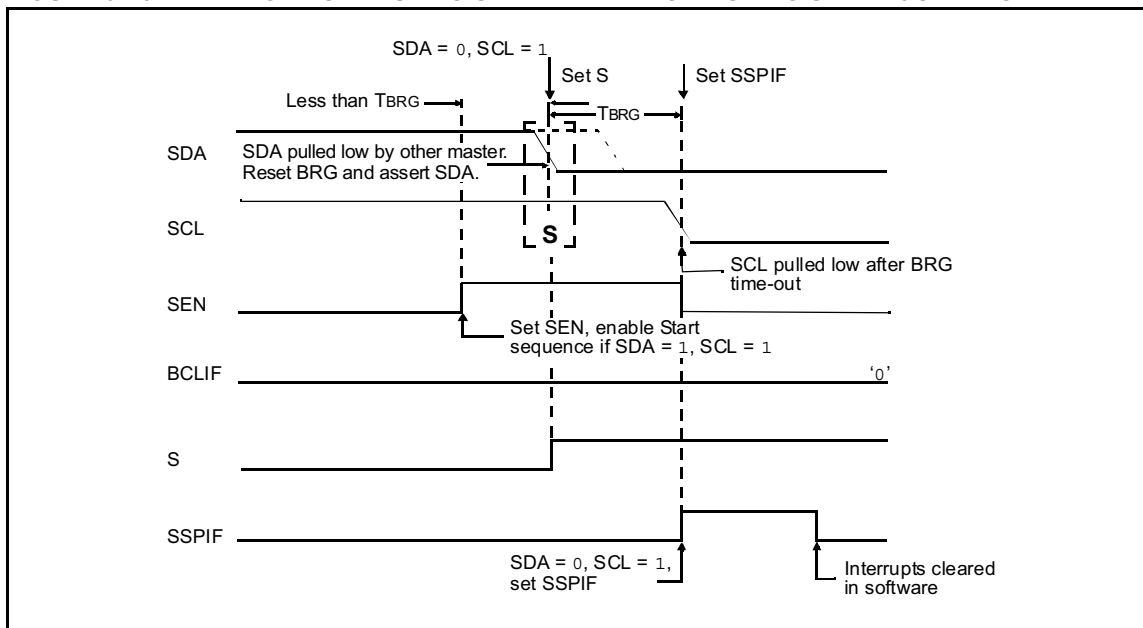 SDA = 0, SCL = 1
Set S
Set SSPIF
Less than TBRG
TBRG
SDA
SDA pulled low by other master.
Reset BRG and assert SDA.
SCL
S
SCL pulled low after BRG
time-out
SEN
Set SEN, enable Start
sequence if SDA = 1, SCL = 1
BCLIF
‘0’
S
SSPIF
SDA = 0, SCL = 1,
set SSPIF
Interrupts cleared
in software